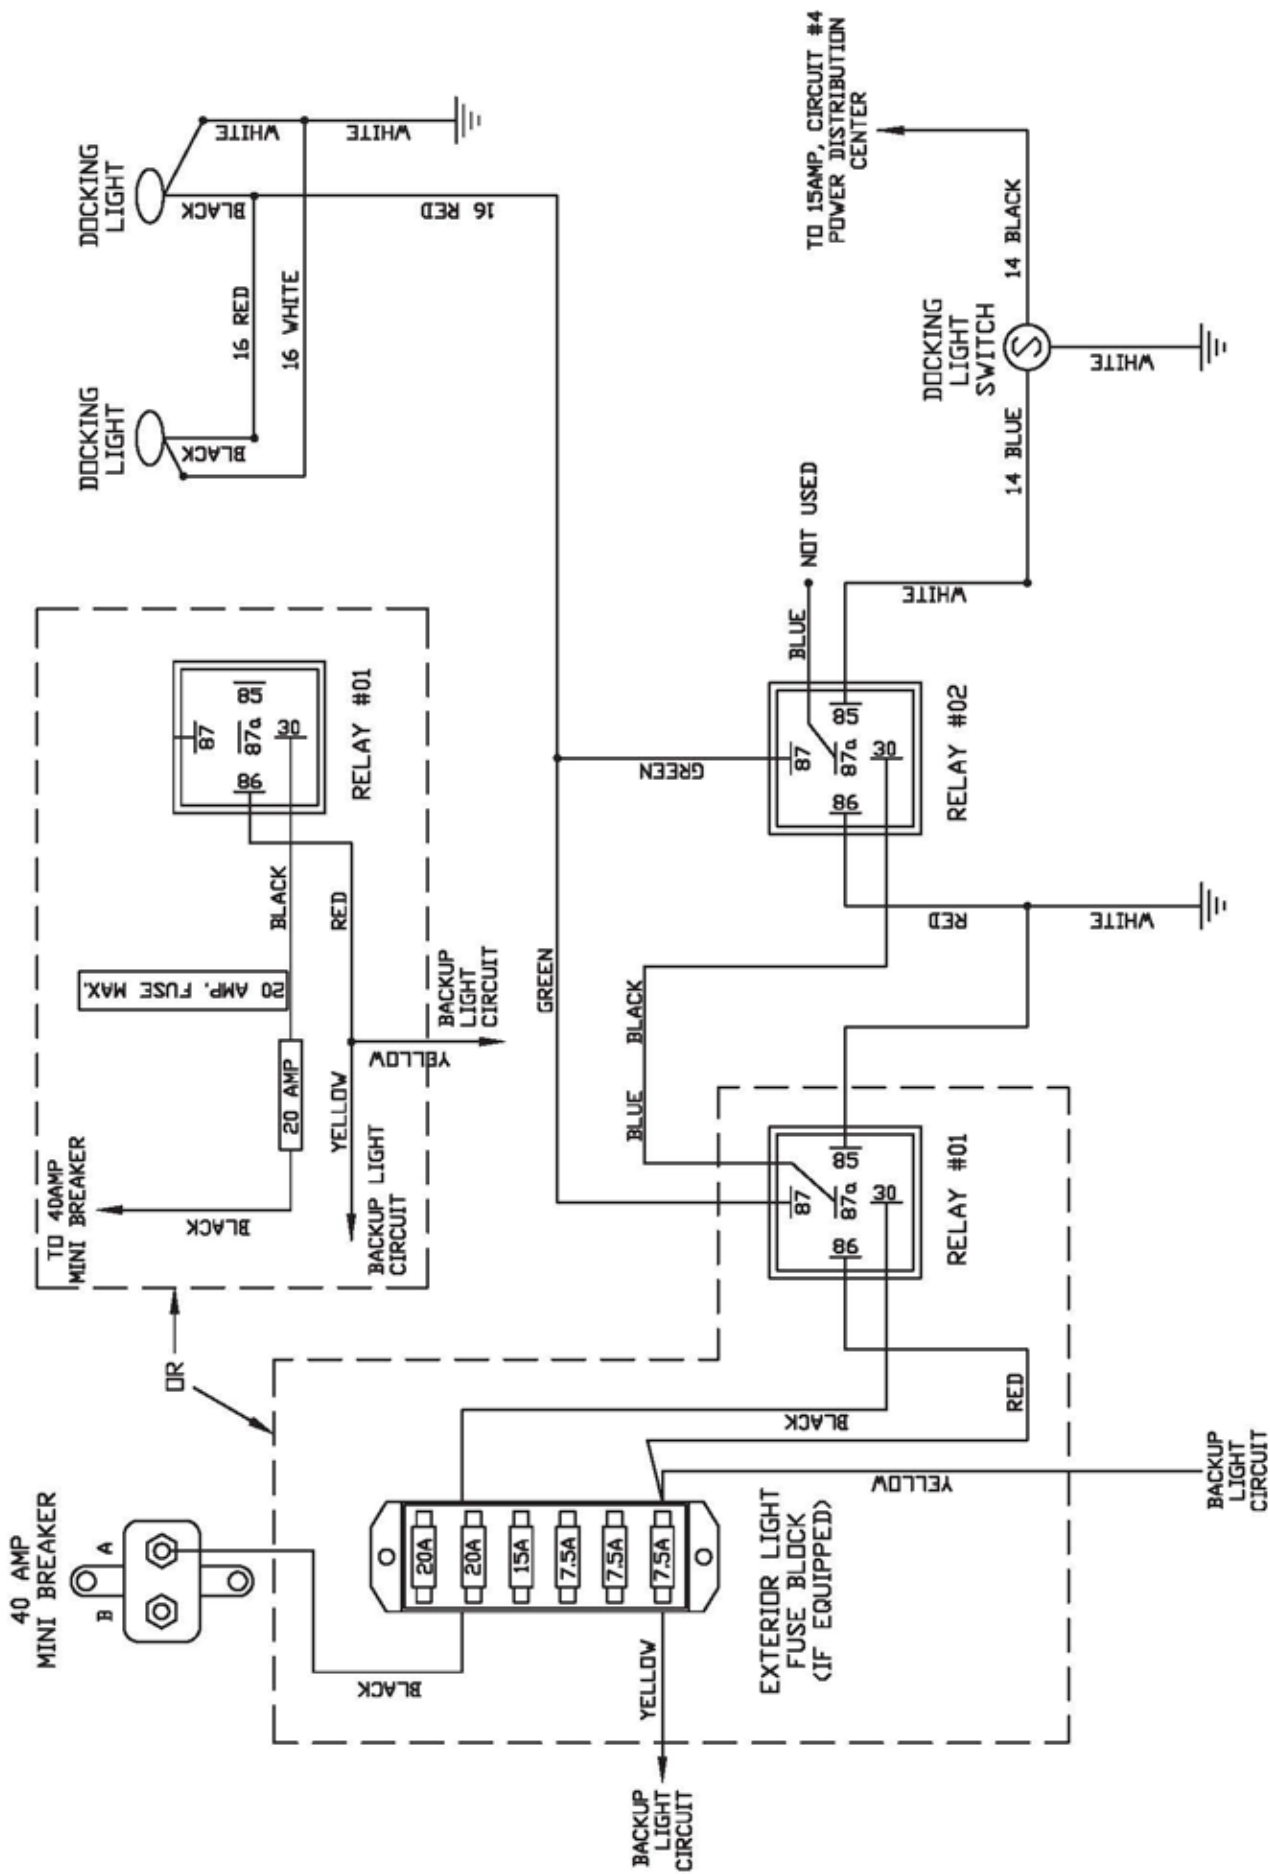 DOCKING
LIGHT
DOCKING
LIGHT
BLACK
WHITE
WHITE
16 RED
16 RED
16 WHITE
BLACK
TO 15AMP, CIRCUIT #4
POWER DISTRIBUTION
CENTER
14 BLACK
DOCKING
LIGHT
SWITCH
S
WHITE
14 BLUE
NOT USED
BLUE
WHITE
87
87a
85
86
30
RELAY #02
GREEN
RED
WHITE
87
87a
85
86
30
RELAY #01
BLACK
RED
20 AMP. FUSE MAX.
20 AMP
YELLOW
YELLOW
BACKUP
LIGHT
CIRCUIT
TO 40AMP
MINI BREAKER
BLACK
BACKUP LIGHT
CIRCUIT
GREEN
BLACK
BLUE
87
87a
85
86
30
RELAY #01
OR
BLACK
RED
YELLOW
BACKUP
LIGHT
CIRCUIT
40 AMP
MINI BREAKER
A
B
BLACK
20A
20A
15A
7.5A
7.5A
7.5A
EXTERIOR LIGHT
FUSE BLOCK
(IF EQUIPPED)
YELLOW
BACKUP
LIGHT
CIRCUIT